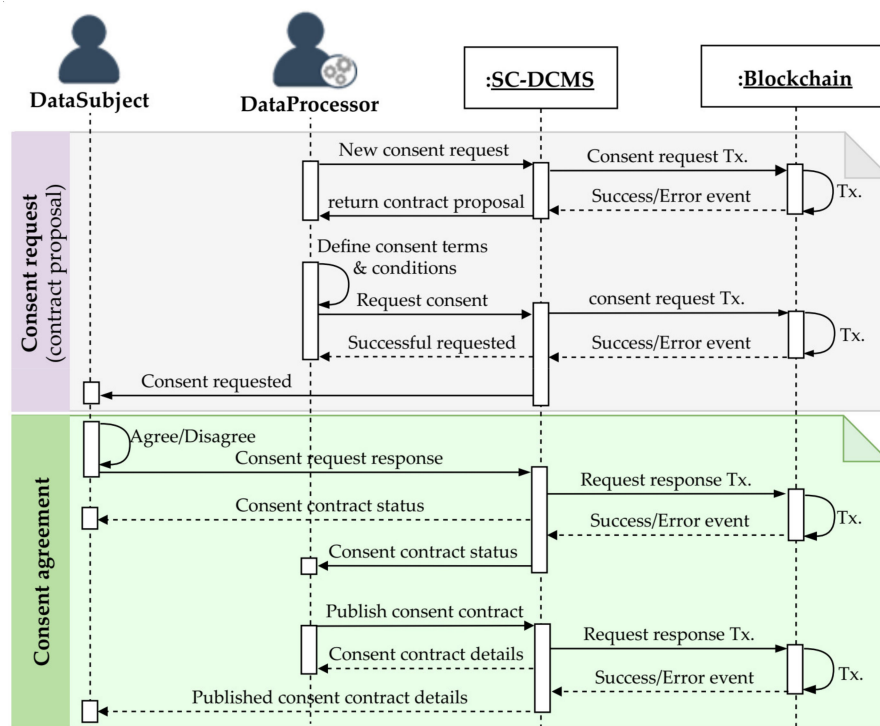 DataSubject
DataProcessor
:SC-DCMS
:Blockchain
Consent request
(contract proposal)
New consent request
Consent request Tx.
Tx.
Success/Error event
return contract proposal
Define consent terms
& conditions
Request consent
consent request Tx.
Tx.
Successful requested
Success/Error event
Consent requested
Consent agreement
Agree/Disagree
Consent request response
Request response Tx.
Tx.
Consent contract status
Success/Error event
Consent contract status
Publish consent contract
Request response Tx.
Tx.
Consent contract details
Success/Error event
Published consent contract details